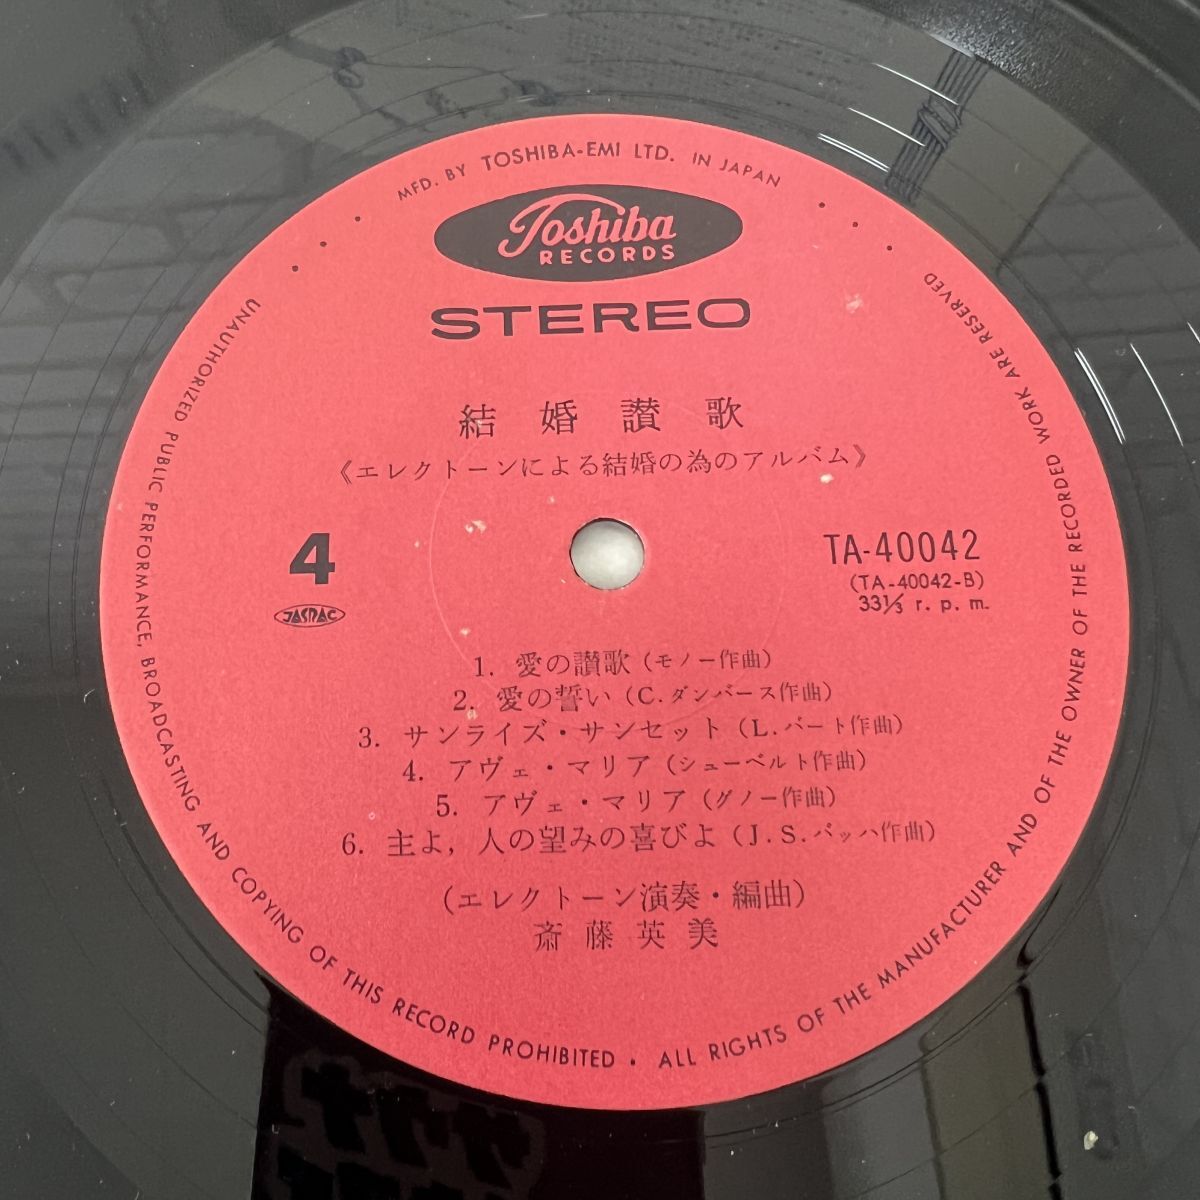 MFD. BY TOSHIBA-EMI LTD. IN JAPAN
Toshiba
RECORDS
STEREO
結婚讃歌
《エレクトーンによる結婚の為のアルバム》
4
JASRAC
TA-40042
(TA-40042-B)
33⅓ r.p.m.
1. 愛の讃歌(モノー作曲)
2. 愛の誓い(C.ダンバース作曲)
3. サンライズ・サンセット(L.バート作曲)
4. アヴェ・マリア(シューベルト作曲)
5. アヴェ・マリア(グノー作曲)
6. 主よ,人の望みの喜びよ(J.S.バッハ作曲)
(エレクトーン演奏・編曲)
斎藤英美
UNAUTHORIZED PUBLIC PERFORMANCE, BROADCASTING AND COPYING OF THIS RECORD PROHIBITED · ALL RIGHTS OF THE MANUFACTURER AND OF THE OWNER OF THE RECORDED WORK ARE RESERVED